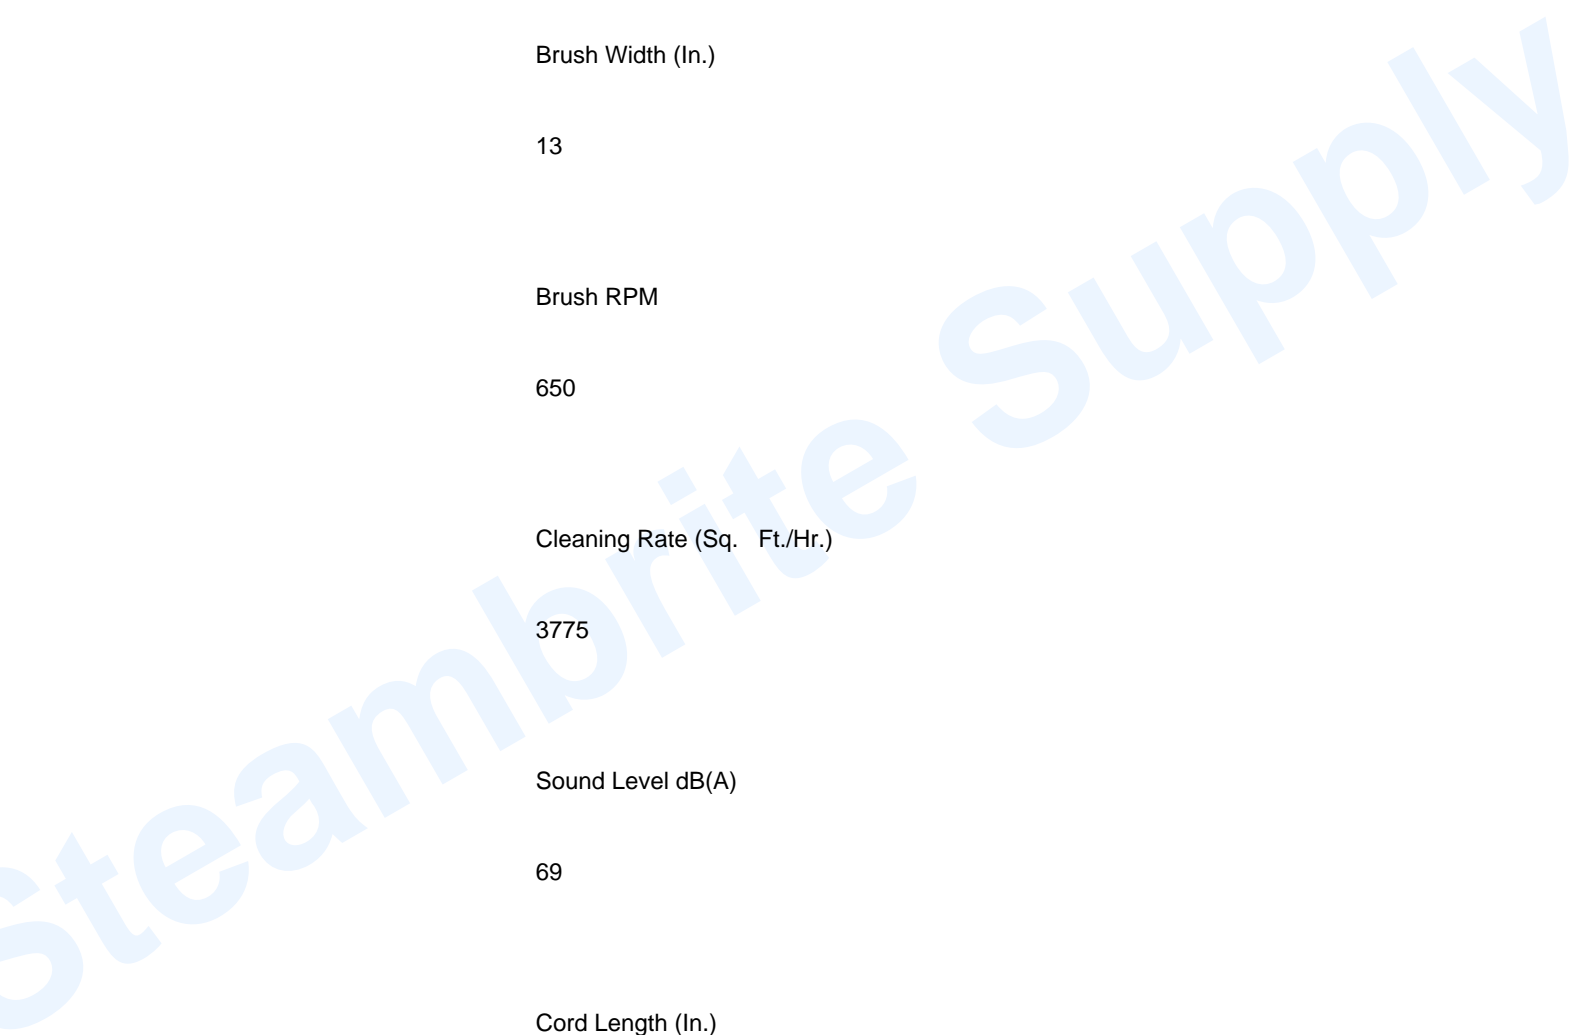 Brush Width (In.)
13
Brush RPM
650
Cleaning Rate (Sq. Ft./Hr.)
3775
Sound Level dB(A)
69
Cord Length (In.)
Steambrite Supply